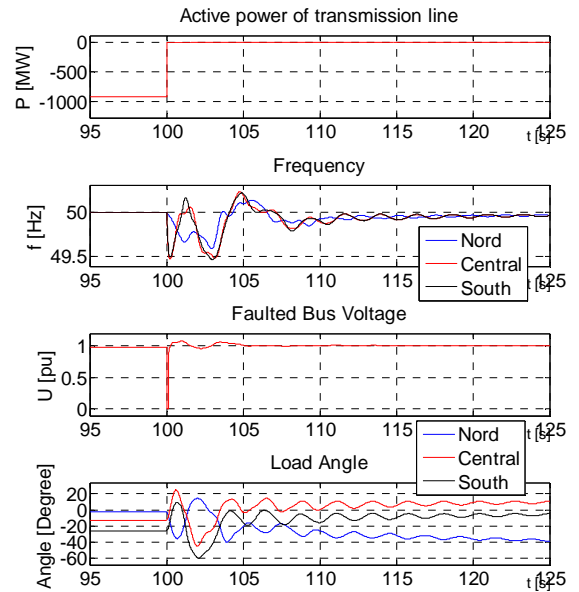 Active power of transmission line
P [MW]
0
-500
-1000
95 100 105 110 115 120 125
t [s]
Frequency
f [Hz]
50
49.5
95 100 105 110 115 120 125
t [s]
Nord
Central
South
Faulted Bus Voltage
U [pu]
1
0.5
0
95 100 105 110 115 120 125
t [s]
Nord
Central
South
Load Angle
Angle [Degree]
20
0
-20
-40
-60
95 100 105 110 115 120 125
t [s]